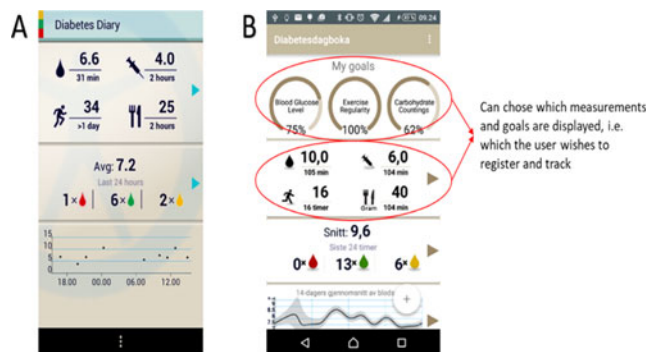 A
Diabetes Diary
6.6
31 min
4.0
2 hours
34
>1 day
25
2 hours
Avg: 7.2
Last 24 hours
1× 6× 2×
15
10
5
0
18.00 00.00 06.00 12.00
B
09.24
Diabetesdagboka
My goals
Blood Glucose
Level
75%
Exercise
Regularity
100%
Carbohydrate
Countings
62%
10,0
105 min
6,0
104 min
16
16 timer
40
Gram
104 min
Snitt: 9,6
Siste 24 timer
0× 13× 6×
14-dagers gjennomsnitt av blods
+
Can chose which measurements
and goals are displayed, i.e.
which the user wishes to
register and track